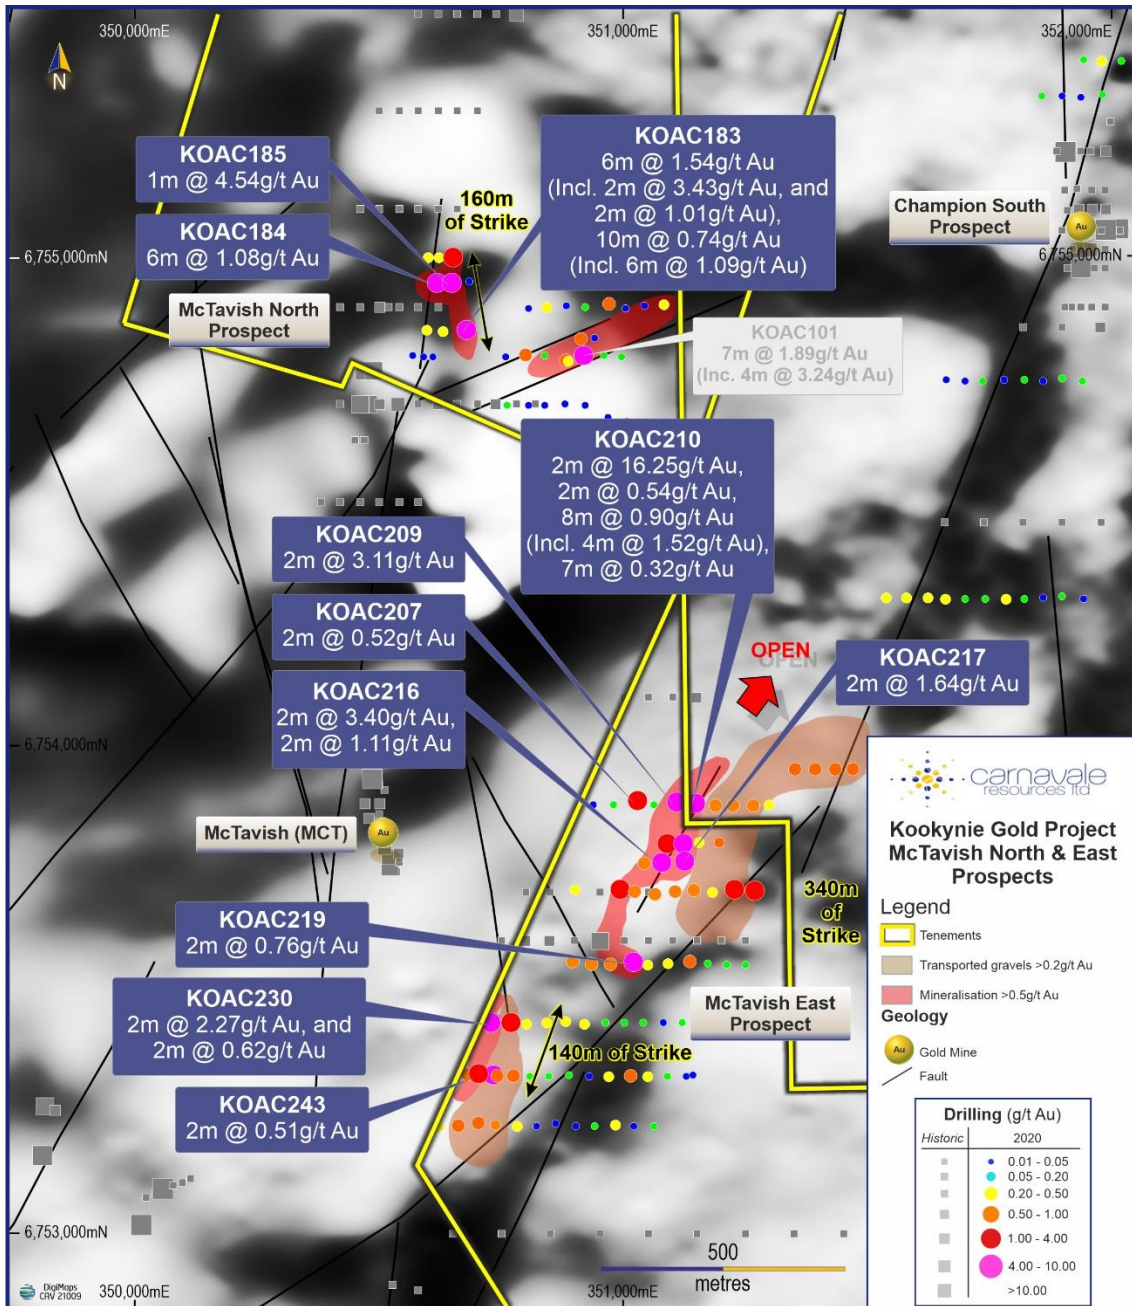 350,000mE
351,000mE
352,000mE
N
KOAC185
1m @ 4.54g/t Au
KOAC183
6m @ 1.54g/t Au
(Incl. 2m @ 3.43g/t Au, and
2m @ 1.01g/t Au),
10m @ 0.74g/t Au
(Incl. 6m @ 1.09g/t Au)
160m
of Strike
Champion South
Prospect
Au
KOAC184
6m @ 1.08g/t Au
6,755,000mN
6,755,000mN
McTavish North
Prospect
KOAC101
7m @ 1.89g/t Au
(Inc. 4m @ 3.24g/t Au)
KOAC210
2m @ 16.25g/t Au,
2m @ 0.54g/t Au,
8m @ 0.90g/t Au
(Incl. 4m @ 1.52g/t Au),
7m @ 0.32g/t Au
KOAC209
2m @ 3.11g/t Au
KOAC207
2m @ 0.52g/t Au
OPEN
KOAC217
2m @ 1.64g/t Au
KOAC216
2m @ 3.40g/t Au,
2m @ 1.11g/t Au
6,754,000mN
McTavish (MCT)
Au
340m
of
Strike
KOAC219
2m @ 0.76g/t Au
McTavish East
Prospect
KOAC230
2m @ 2.27g/t Au, and
2m @ 0.62g/t Au
140m of Strike
KOAC243
2m @ 0.51g/t Au
6,753,000mN
500
metres
350,000mE
351,000mE
DigiMaps
CAV 21009
carnavale
resources ltd
Kookynie Gold Project
McTavish North & East
Prospects
Legend
Tenements
Transported gravels >0.2g/t Au
Mineralisation >0.5g/t Au
Geology
Au Gold Mine
Fault
Drilling (g/t Au)
Historic 2020
0.01 - 0.05
0.05 - 0.20
0.20 - 0.50
0.50 - 1.00
1.00 - 4.00
4.00 - 10.00
>10.00